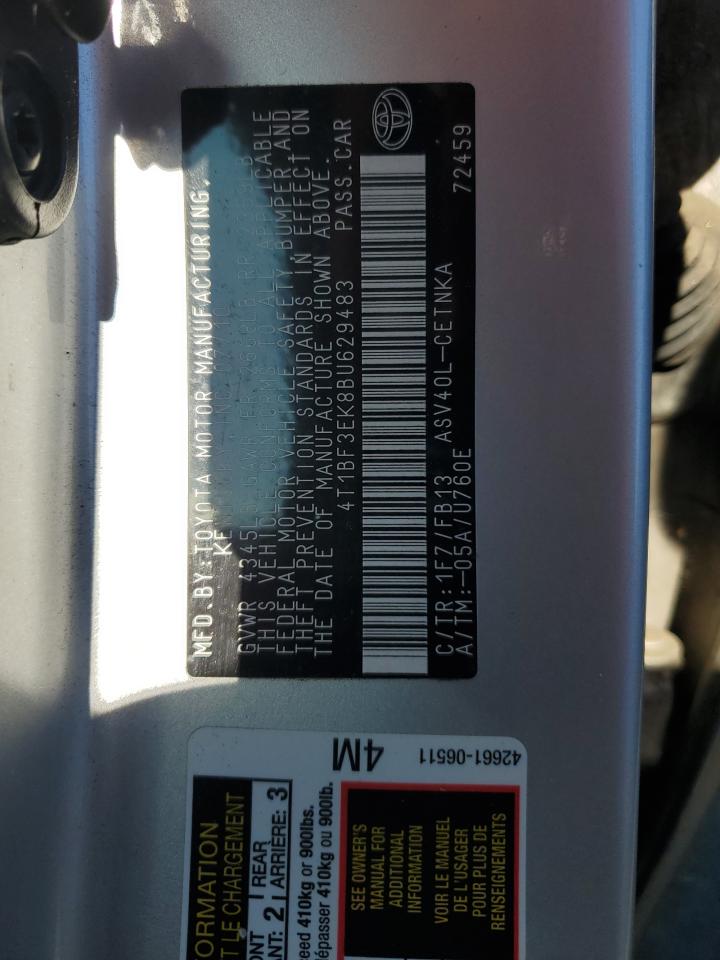 MFD.BY:TOYOTA MOTOR MANUFACTURING,
GVWR 4345LB GAWR
THIS VEHICLE CONFORMS TO ALL APPLICABLE
FEDERAL MOTOR VEHICLE SAFETY, BUMPER AND
THEFT PREVENTION STANDARDS IN EFFECT ON
THE DATE OF MANUFACTURE SHOWN ABOVE.
4T1BF3EK8BU629483 PASS.CAR
C/TR:1F7/FB13 ASV40L-CETNKA
A/TM:-05A/U760E 72459
4M
42661-06511
ORMATION
T LE CHARGEMENT
ONT
ANT: 2
REAR
ARRIÈRE: 3
eed 410kg or 900lbs.
épasser 410kg ou 900lb.
SEE OWNER'S
MANUAL FOR
ADDITIONAL
INFORMATION
VOIR LE MANUEL
DE L'USAGER
POUR PLUS DE
RENSEIGNEMENTS